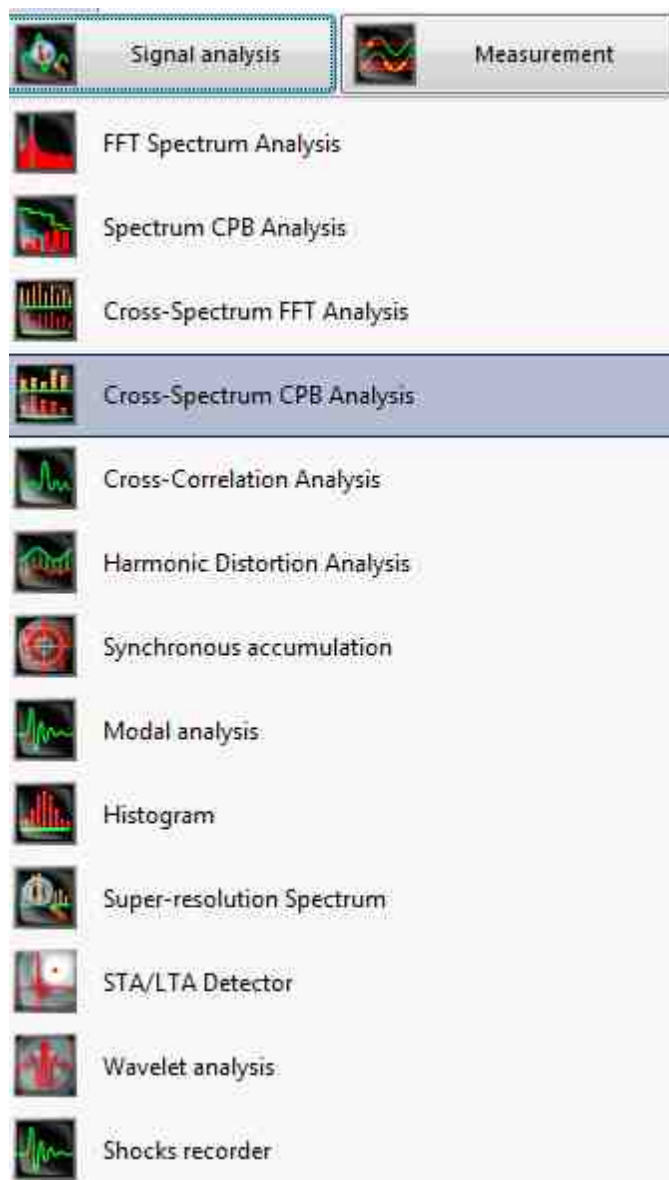 Signal analysis
Measurement
FFT Spectrum Analysis
Spectrum CPB Analysis
Cross-Spectrum FFT Analysis
Cross-Spectrum CPB Analysis
Cross-Correlation Analysis
Harmonic Distortion Analysis
Synchronous accumulation
Modal analysis
Histogram
Super-resolution Spectrum
STA/LTA Detector
Wavelet analysis
Shocks recorder